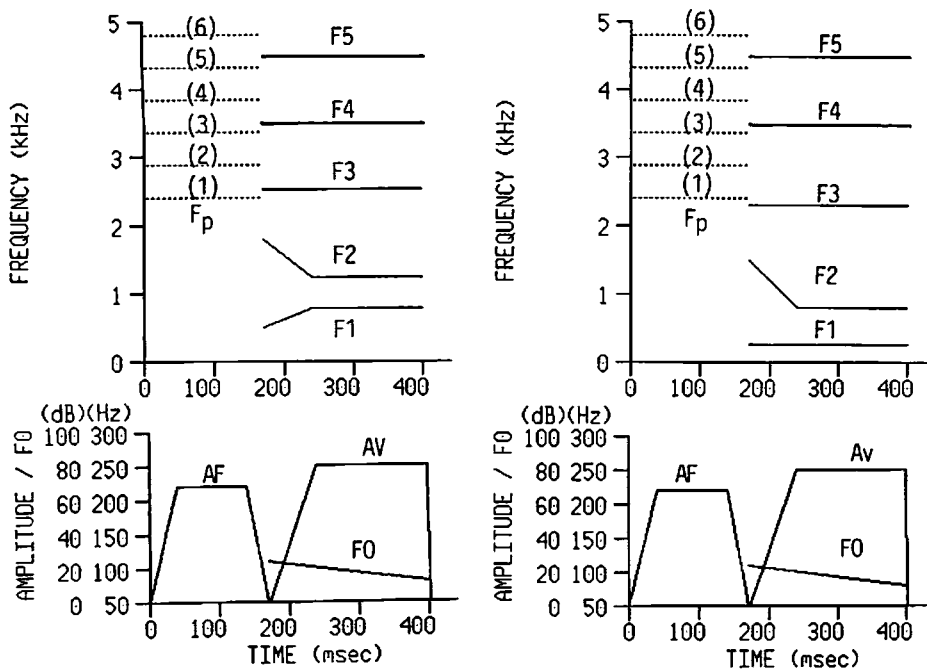 5
4
3
2
1
0
FREQUENCY (kHz)
(6)
(5)
(4)
(3)
(2)
(1)
Fp
F5
F4
F3
F2
F1
0 100 200 300 400
5
4
3
2
1
0
FREQUENCY (kHz)
(6)
(5)
(4)
(3)
(2)
(1)
Fp
F5
F4
F3
F2
F1
0 100 200 300 400
(dB)(Hz)
100 300
80 250
60 200
40 150
20 100
0 50
AMPLITUDE / F0
AF
AV
F0
0 100 200 300 400
TIME (msec)
(dB)(Hz)
100 300
80 250
60 200
40 150
20 100
0 50
AMPLITUDE / F0
AF
Av
F0
0 100 200 300 400
TIME (msec)